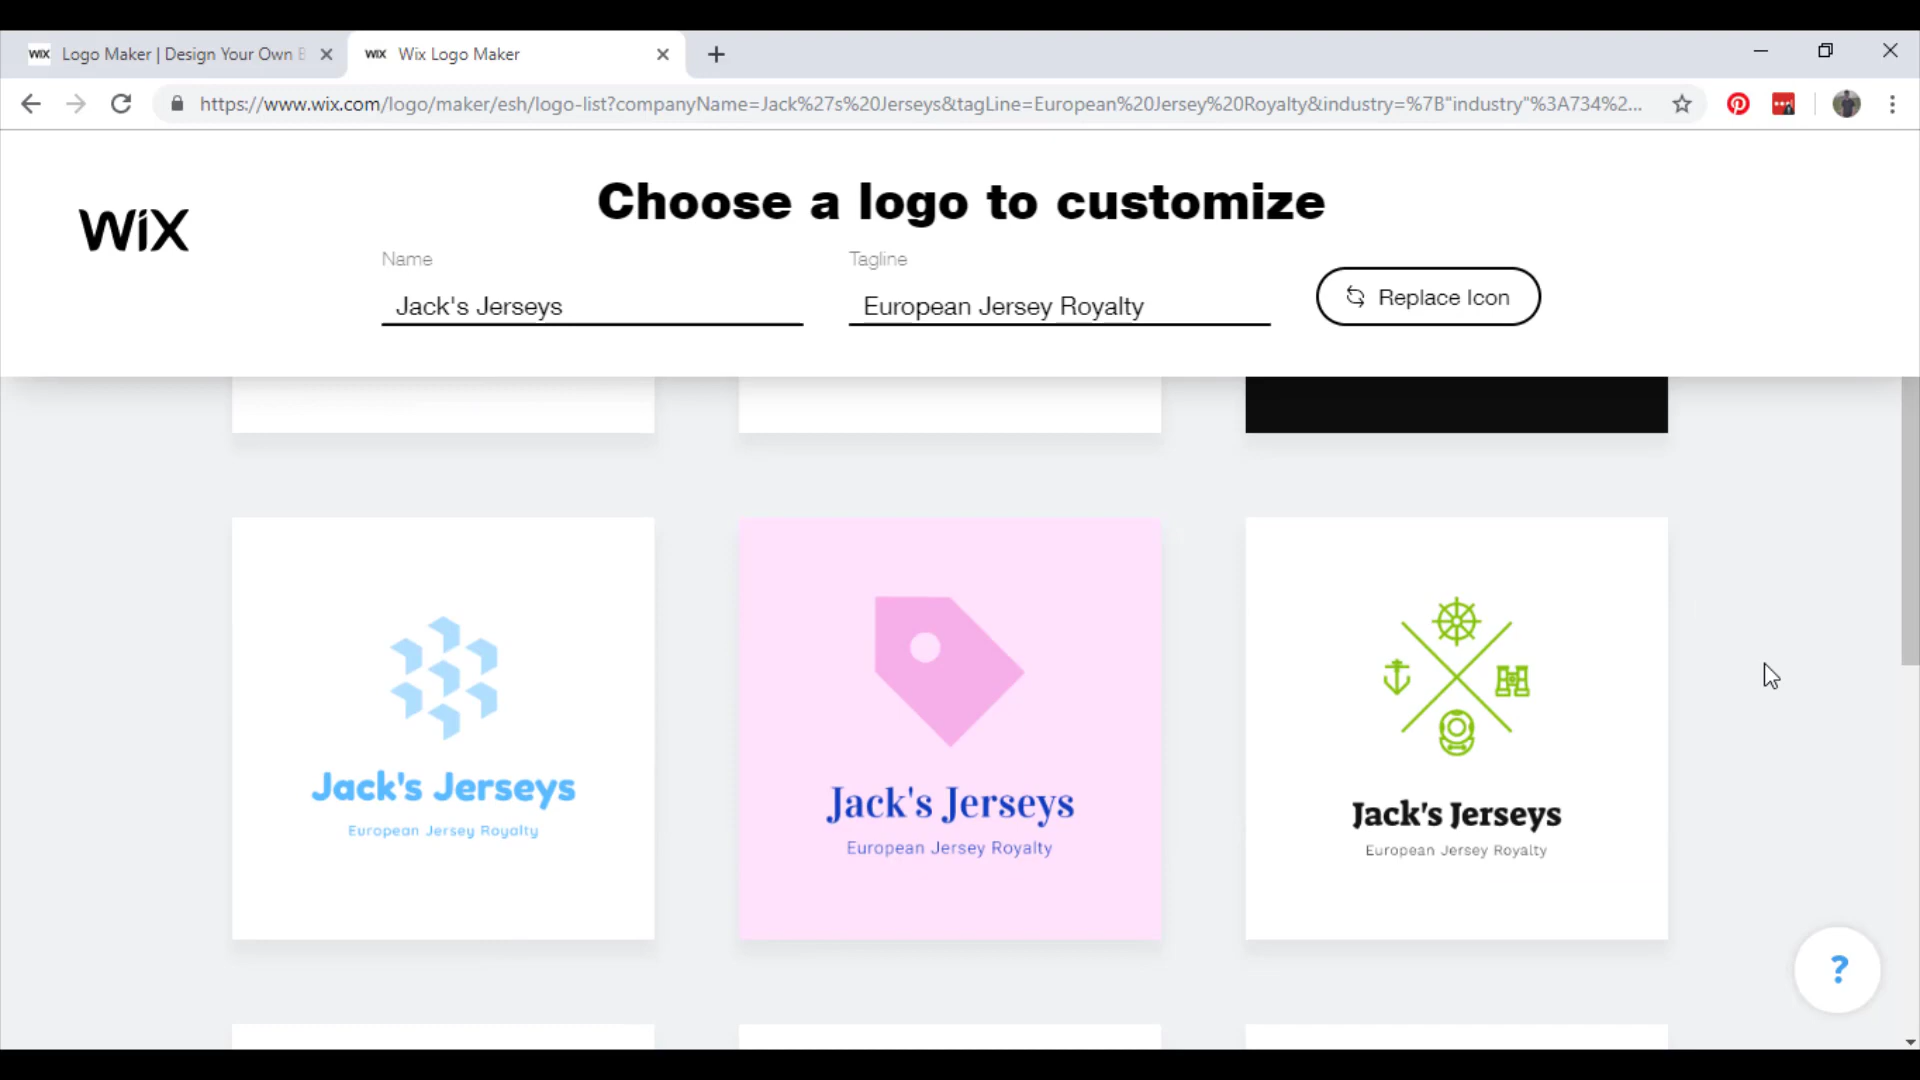 WiX Logo Maker | Design Your Own B
WiX Wix Logo Maker
https://www.wix.com/logo/maker/esh/logo-list?companyName=Jack%27s%20Jerseys&tagLine=European%20Jersey%20Royalty&industry=%7B"industry"%3A734%2...
WiX
Choose a logo to customize
Name
Tagline
Jack's Jerseys
European Jersey Royalty
Replace Icon
Jack's Jerseys
European Jersey Royalty
Jack's Jerseys
European Jersey Royalty
Jack's Jerseys
European Jersey Royalty
?